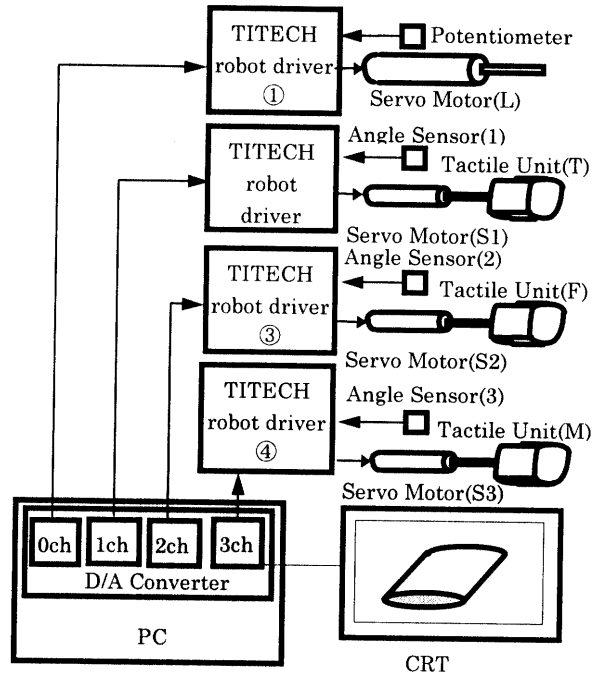 TITECH
robot driver
①
Potentiometer
Servo Motor(L)
TITECH
robot
driver
Angle Sensor(1)
Tactile Unit(T)
Servo Motor(S1)
TITECH
robot driver
③
Angle Sensor(2)
Tactile Unit(F)
Servo Motor(S2)
TITECH
robot driver
④
Angle Sensor(3)
Tactile Unit(M)
Servo Motor(S3)
0ch 1ch 2ch 3ch
D/A Converter
PC
CRT